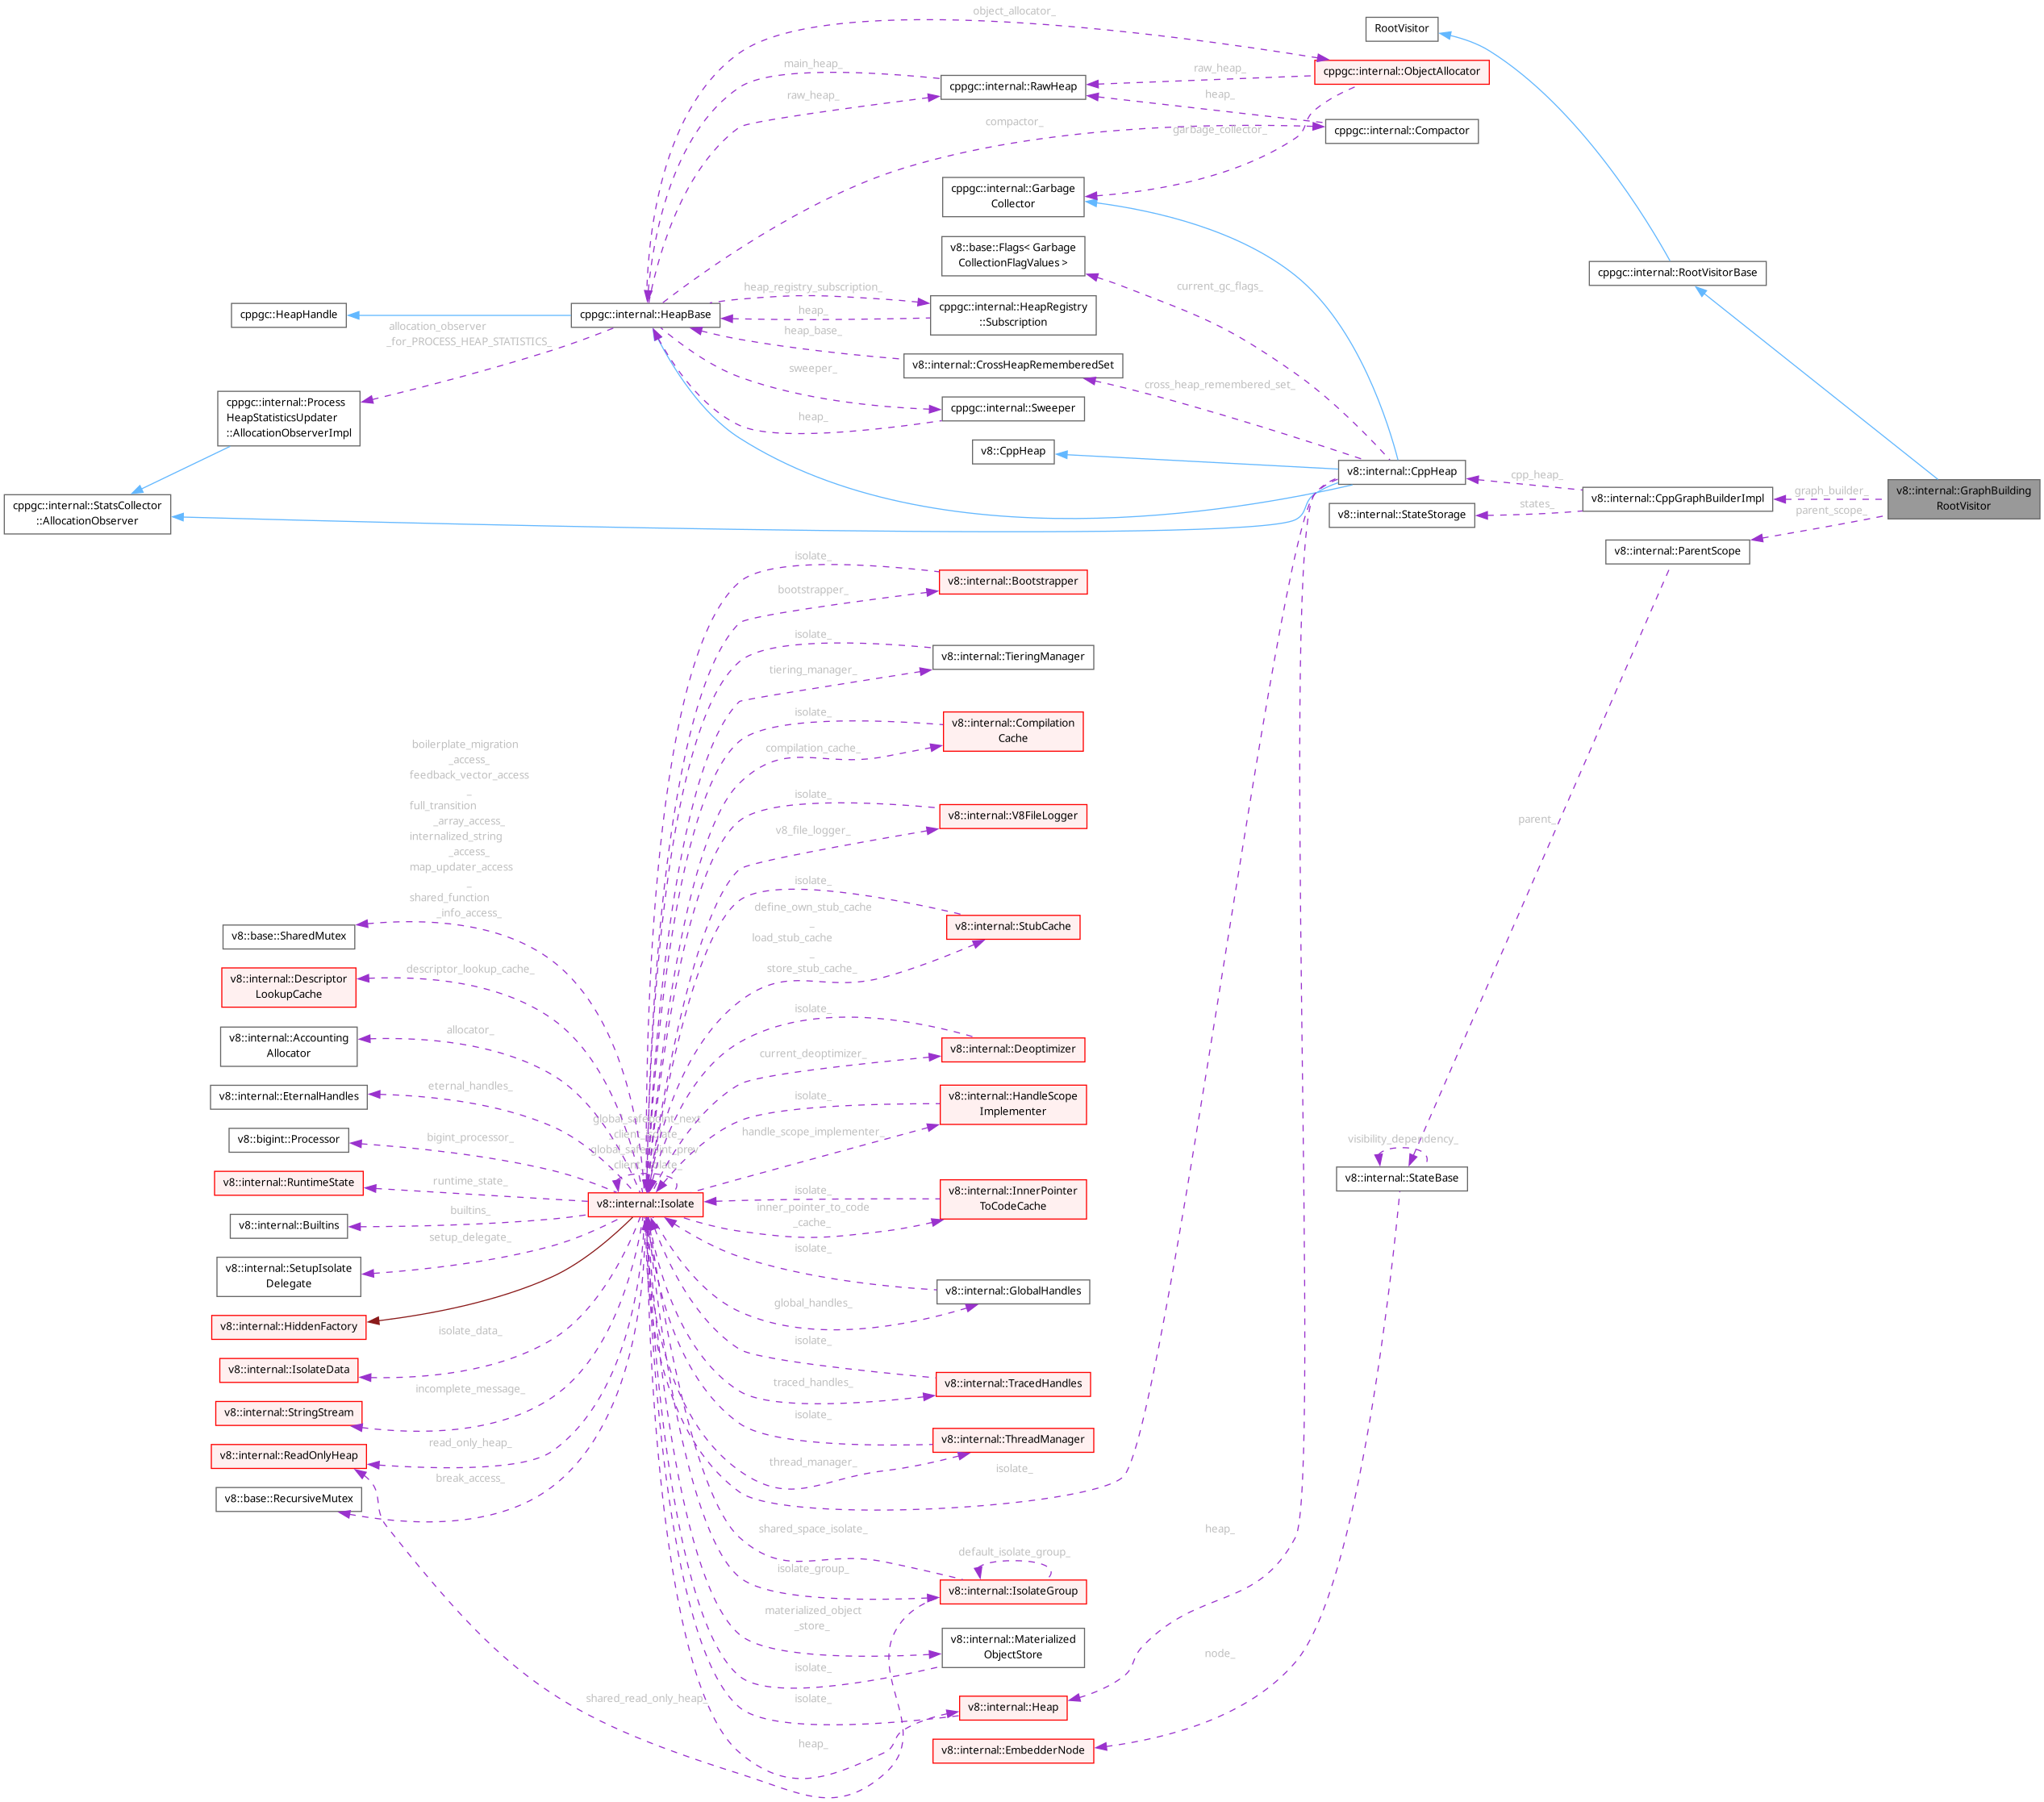 object_allocator_
RootVisitor
main_heap_
raw_heap_
cppgc::internal::ObjectAllocator
cppgc::internal::RawHeap
raw_heap_
heap_
compactor_
garbage_collector_
cppgc::internal::Compactor
cppgc::internal::Garbage
Collector
v8::base::Flags< Garbage
CollectionFlagValues >
cppgc::internal::RootVisitorBase
current_gc_flags_
heap_registry_subscription_
cppgc::HeapHandle
cppgc::internal::HeapBase
heap_
cppgc::internal::HeapRegistry
::Subscription
allocation_observer
_for_PROCESS_HEAP_STATISTICS_
heap_base_
v8::internal::CrossHeapRememberedSet
sweeper_
cross_heap_remembered_set_
cppgc::internal::Process
HeapStatisticsUpdater
::AllocationObserverImpl
heap_
cppgc::internal::Sweeper
v8::CppHeap
v8::internal::CppHeap
cpp_heap_
v8::internal::CppGraphBuilderImpl
graph_builder_
v8::internal::GraphBuilding
RootVisitor
cppgc::internal::StatsCollector
::AllocationObserver
v8::internal::StateStorage
states_
parent_scope_
v8::internal::ParentScope
isolate_
v8::internal::Bootstrapper
bootstrapper_
isolate_
v8::internal::TieringManager
tiering_manager_
isolate_
v8::internal::Compilation
Cache
compilation_cache_
boilerplate_migration
_access_
feedback_vector_access
_
full_transition
_array_access_
internalized_string
_access_
map_updater_access
_
shared_function
_info_access_
isolate_
v8::internal::V8FileLogger
v8_file_logger_
parent_
isolate_
define_own_stub_cache
_
load_stub_cache
_
store_stub_cache_
v8::internal::StubCache
v8::base::SharedMutex
descriptor_lookup_cache_
v8::internal::Descriptor
LookupCache
isolate_
allocator_
v8::internal::Accounting
Allocator
current_deoptimizer_
v8::internal::Deoptimizer
eternal_handles_
v8::internal::EternalHandles
isolate_
v8::internal::HandleScope
Implementer
global_safepoint_next
_client_isolate_
global_safepoint_prev
_client_isolate_
handle_scope_implementer_
bigint_processor_
v8::bigint::Processor
visibility_dependency_
v8::internal::StateBase
runtime_state_
v8::internal::RuntimeState
v8::internal::Isolate
isolate_
v8::internal::InnerPointer
ToCodeCache
inner_pointer_to_code
_cache_
builtins_
v8::internal::Builtins
setup_delegate_
v8::internal::SetupIsolate
Delegate
isolate_
v8::internal::GlobalHandles
global_handles_
v8::internal::HiddenFactory
isolate_data_
isolate_
v8::internal::IsolateData
traced_handles_
v8::internal::TracedHandles
incomplete_message_
v8::internal::StringStream
isolate_
v8::internal::ThreadManager
read_only_heap_
v8::internal::ReadOnlyHeap
thread_manager_
isolate_
break_access_
v8::base::RecursiveMutex
shared_space_isolate_
heap_
default_isolate_group_
isolate_group_
v8::internal::IsolateGroup
materialized_object
_store_
v8::internal::Materialized
ObjectStore
isolate_
node_
shared_read_only_heap_
isolate_
v8::internal::Heap
heap_
v8::internal::EmbedderNode